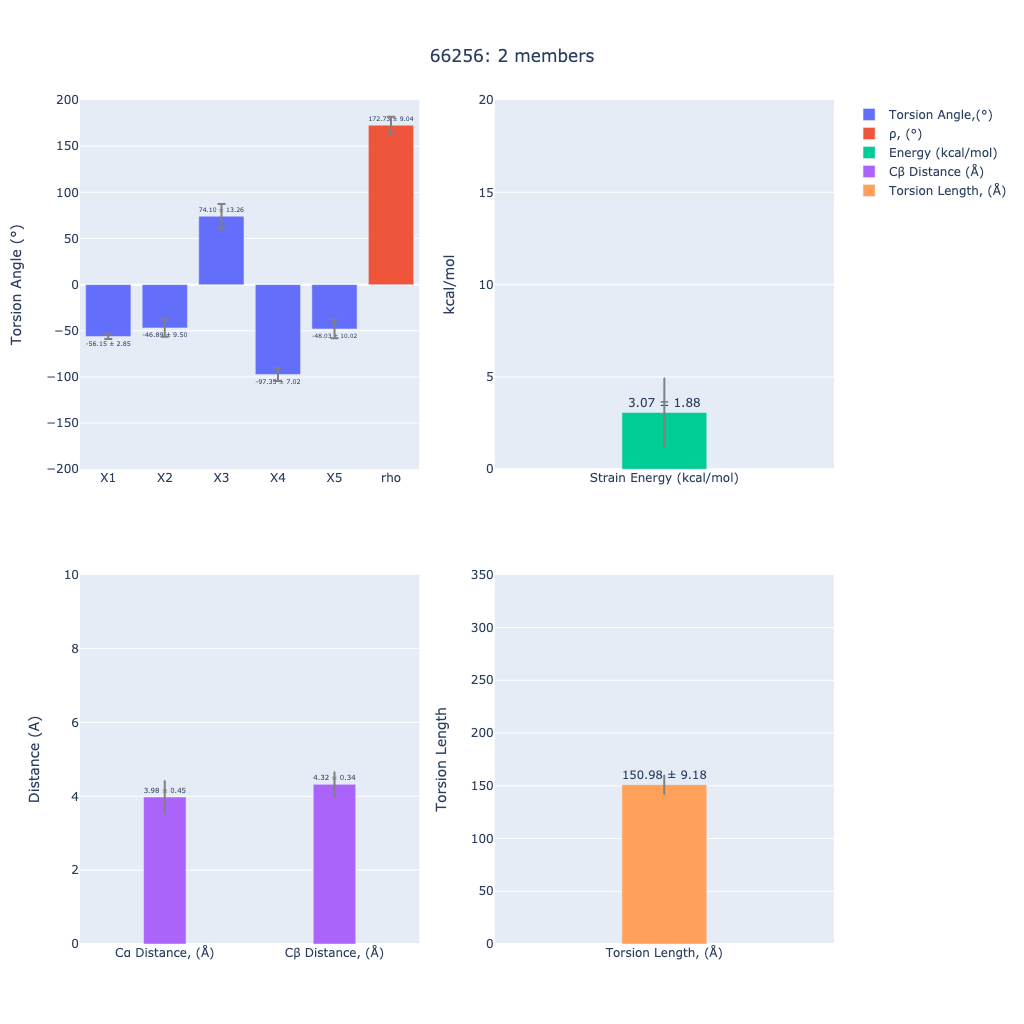 66256: 2 members
Torsion Angle,(°)
ρ, (°)
Energy (kcal/mol)
Cβ Distance (Å)
Torsion Length, (Å)
Torsion Angle (°)
200
150
100
50
0
−50
−100
−150
−200
-56.15 ± 2.85
-46.89 ± 9.50
74.10 ± 13.26
-97.35 ± 7.02
-48.03 ± 10.02
172.73 ± 9.04
X1 X2 X3 X4 X5 rho
kcal/mol
20
15
10
5
0
3.07 ± 1.88
Strain Energy (kcal/mol)
Distance (A)
10
8
6
4
2
0
3.98 ± 0.45
4.32 ± 0.34
Cα Distance, (Å) Cβ Distance, (Å)
Torsion Length
350
300
250
200
150
100
50
0
150.98 ± 9.18
Torsion Length, (Å)